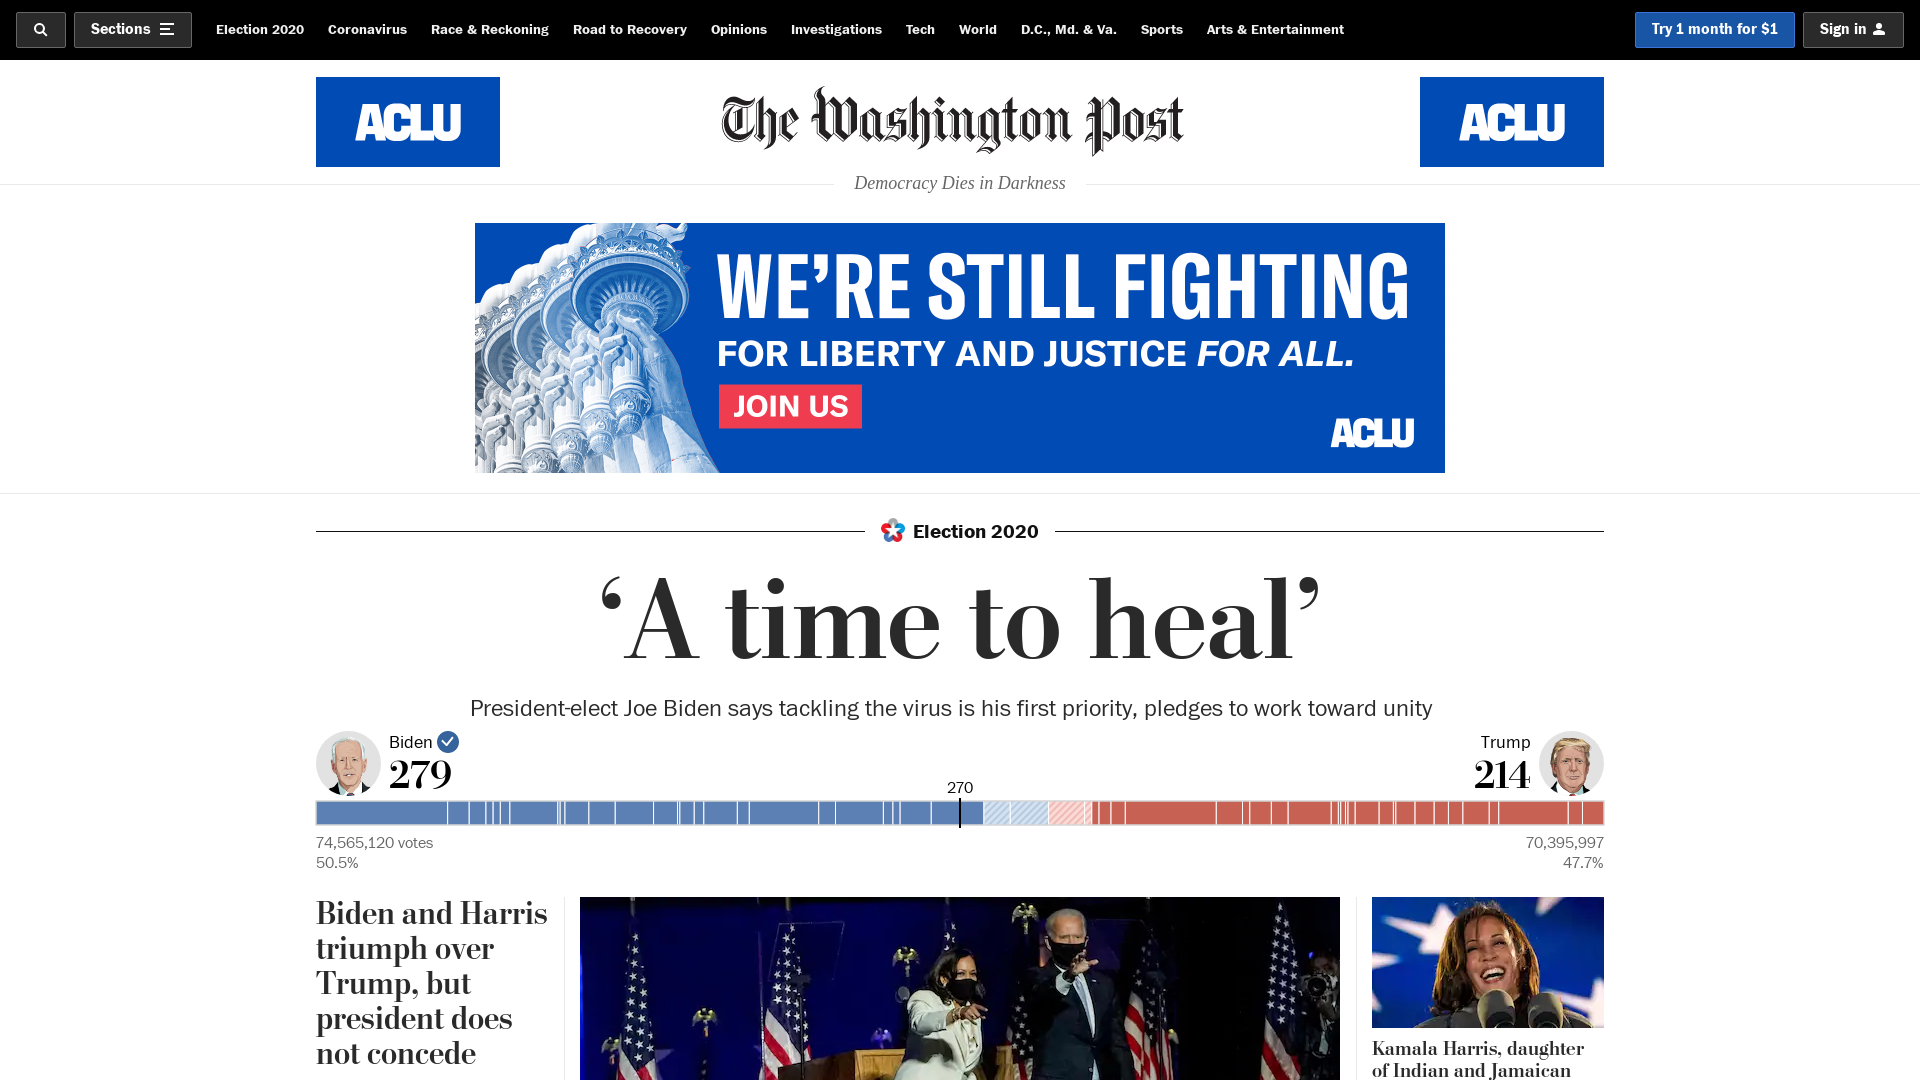 Sections
Election 2020
Coronavirus
Race & Reckoning
Road to Recovery
Opinions
Investigations
Tech
World
D.C., Md. & Va.
Sports
Arts & Entertainment
Try 1 month for $1
Sign in
ACLU
The Washington Post
ACLU
Democracy Dies in Darkness
WE'RE STILL FIGHTING
FOR LIBERTY AND JUSTICE FOR ALL.
JOIN US
ACLU
Election 2020
‘A time to heal’
President-elect Joe Biden says tackling the virus is his first priority, pledges to work toward unity
Biden
279
Trump
214
270
74,565,120 votes
50.5%
70,395,997
47.7%
Biden and Harris
triumph over
Trump, but
president does
not concede
Kamala Harris, daughter
of Indian and Jamaican